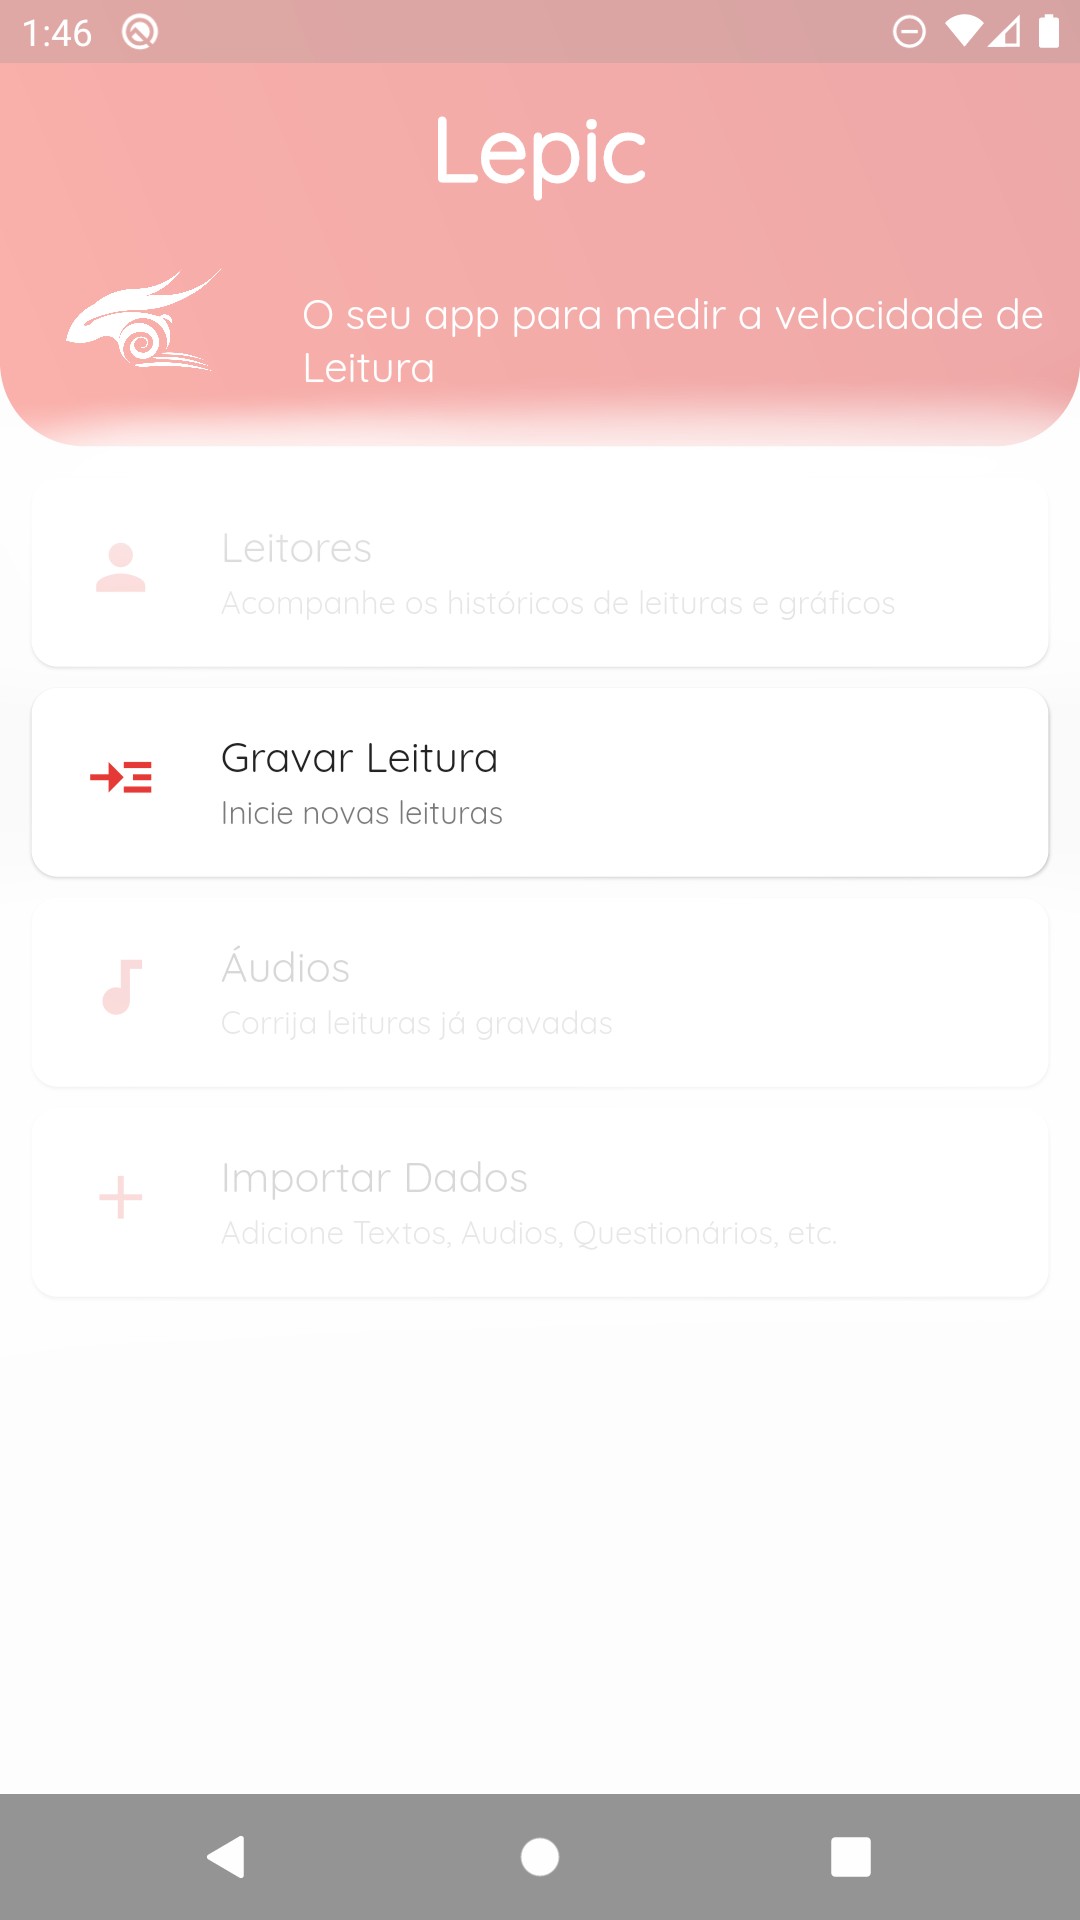 1:46
Lepic
O seu app para medir a velocidade de
Leitura
Leitores
Acompanhe os históricos de leituras e gráficos
Gravar Leitura
Inicie novas leituras
Áudios
Corrija leituras já gravadas
Importar Dados
Adicione Textos, Audios, Questionários, etc.